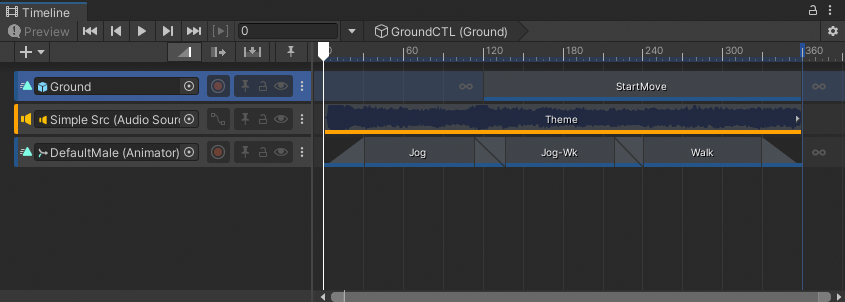 Timeline
Preview
0
GroundCTL (Ground)
0 60 120 180 240 300 360
Ground
StartMove
Simple Src (Audio Sour
Theme
DefaultMale (Animator)
Jog
Jog-Wk
Walk